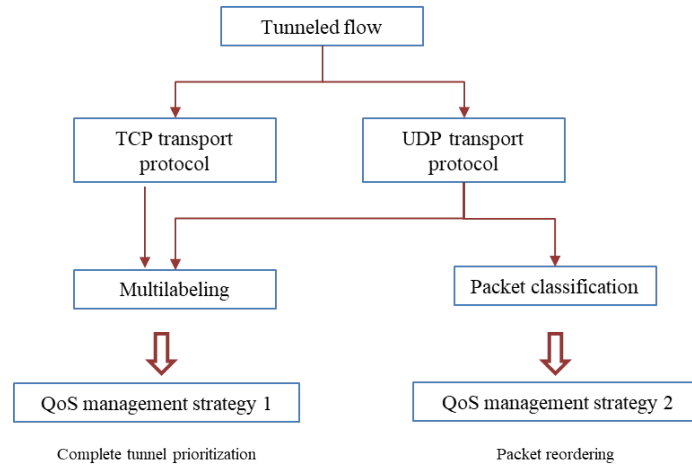 Tunneled flow
TCP transport
protocol
UDP transport
protocol
Multilabeling
Packet classification
QoS management strategy 1
QoS management strategy 2
Complete tunnel prioritization
Packet reordering